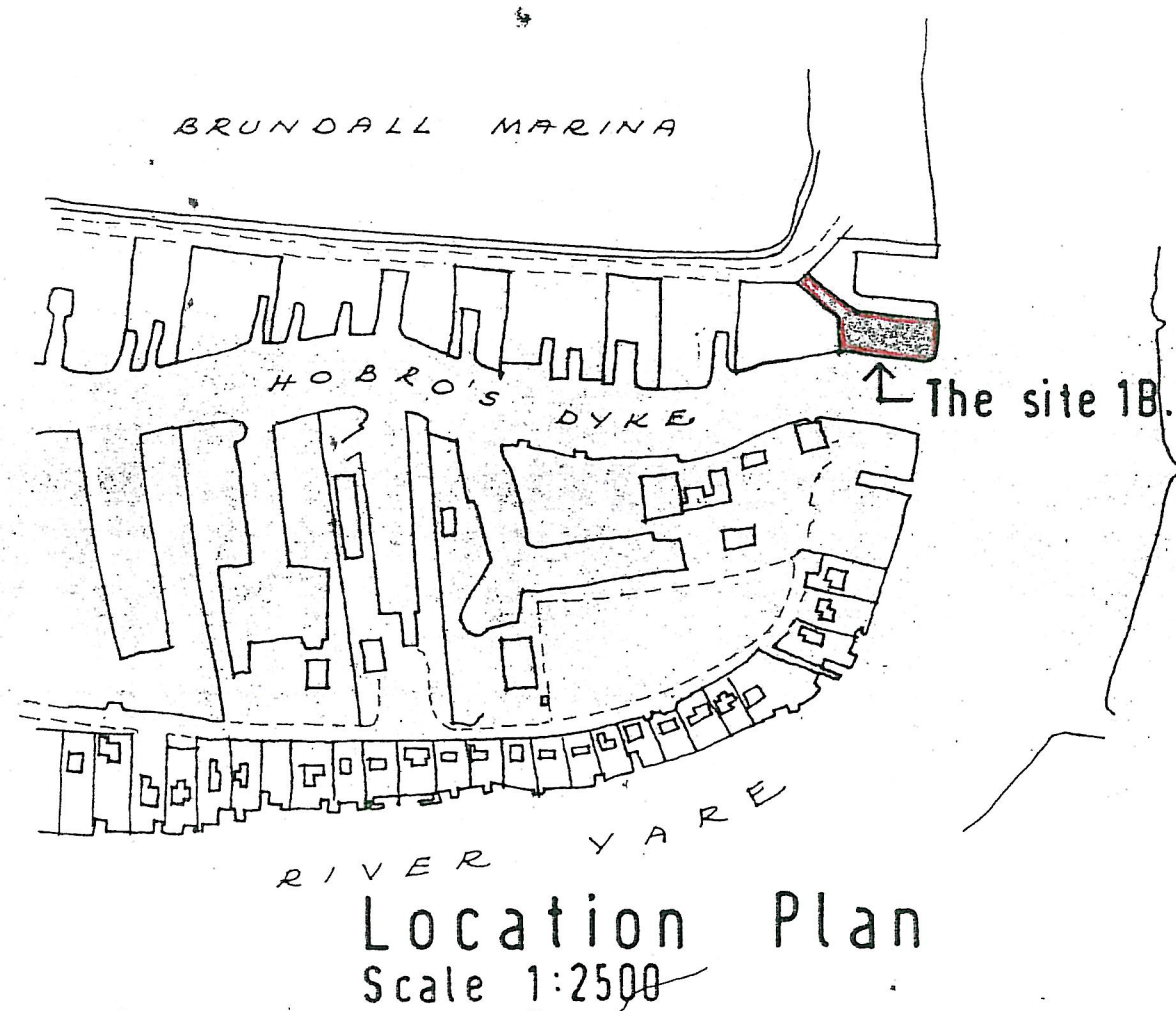 BRUNDALL MARINA
HOBRO'S DYKE
The site 1B.
RIVER YARE
Location Plan
Scale 1:2500